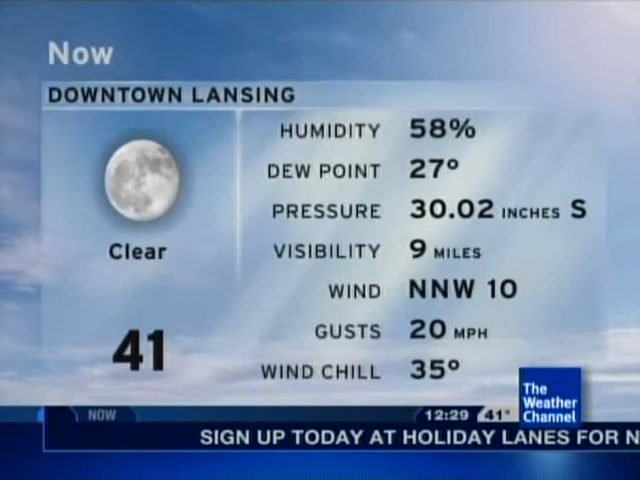 Now
DOWNTOWN LANSING
HUMIDITY 58%
DEW POINT 27°
PRESSURE 30.02 INCHES S
Clear
VISIBILITY 9 MILES
WIND NNW 10
41
GUSTS 20 MPH
WIND CHILL 35°
The
Weather
Channel
NOW 12:29 41°
SIGN UP TODAY AT HOLIDAY LANES FOR N